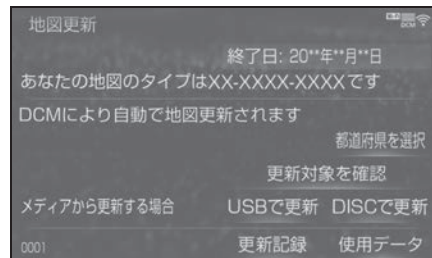 地図更新
DCM
終了日: 20**年**月**日
あなたの地図のタイプはXX-XXXX-XXXXです
DCMにより自動で地図更新されます
都道府県を選択
更新対象を確認
メディアから更新する場合 USBで更新 DISCで更新
0001 更新記録 使用データ